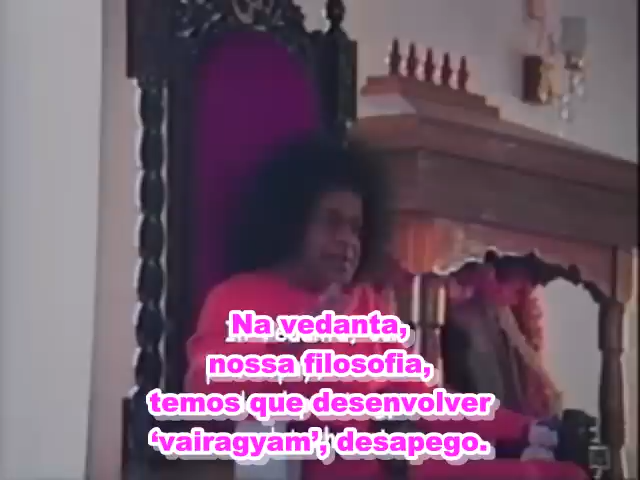 Na vedanta,
nossa filosofia,
temos que desenvolver
‘vairagyam’, desapego.